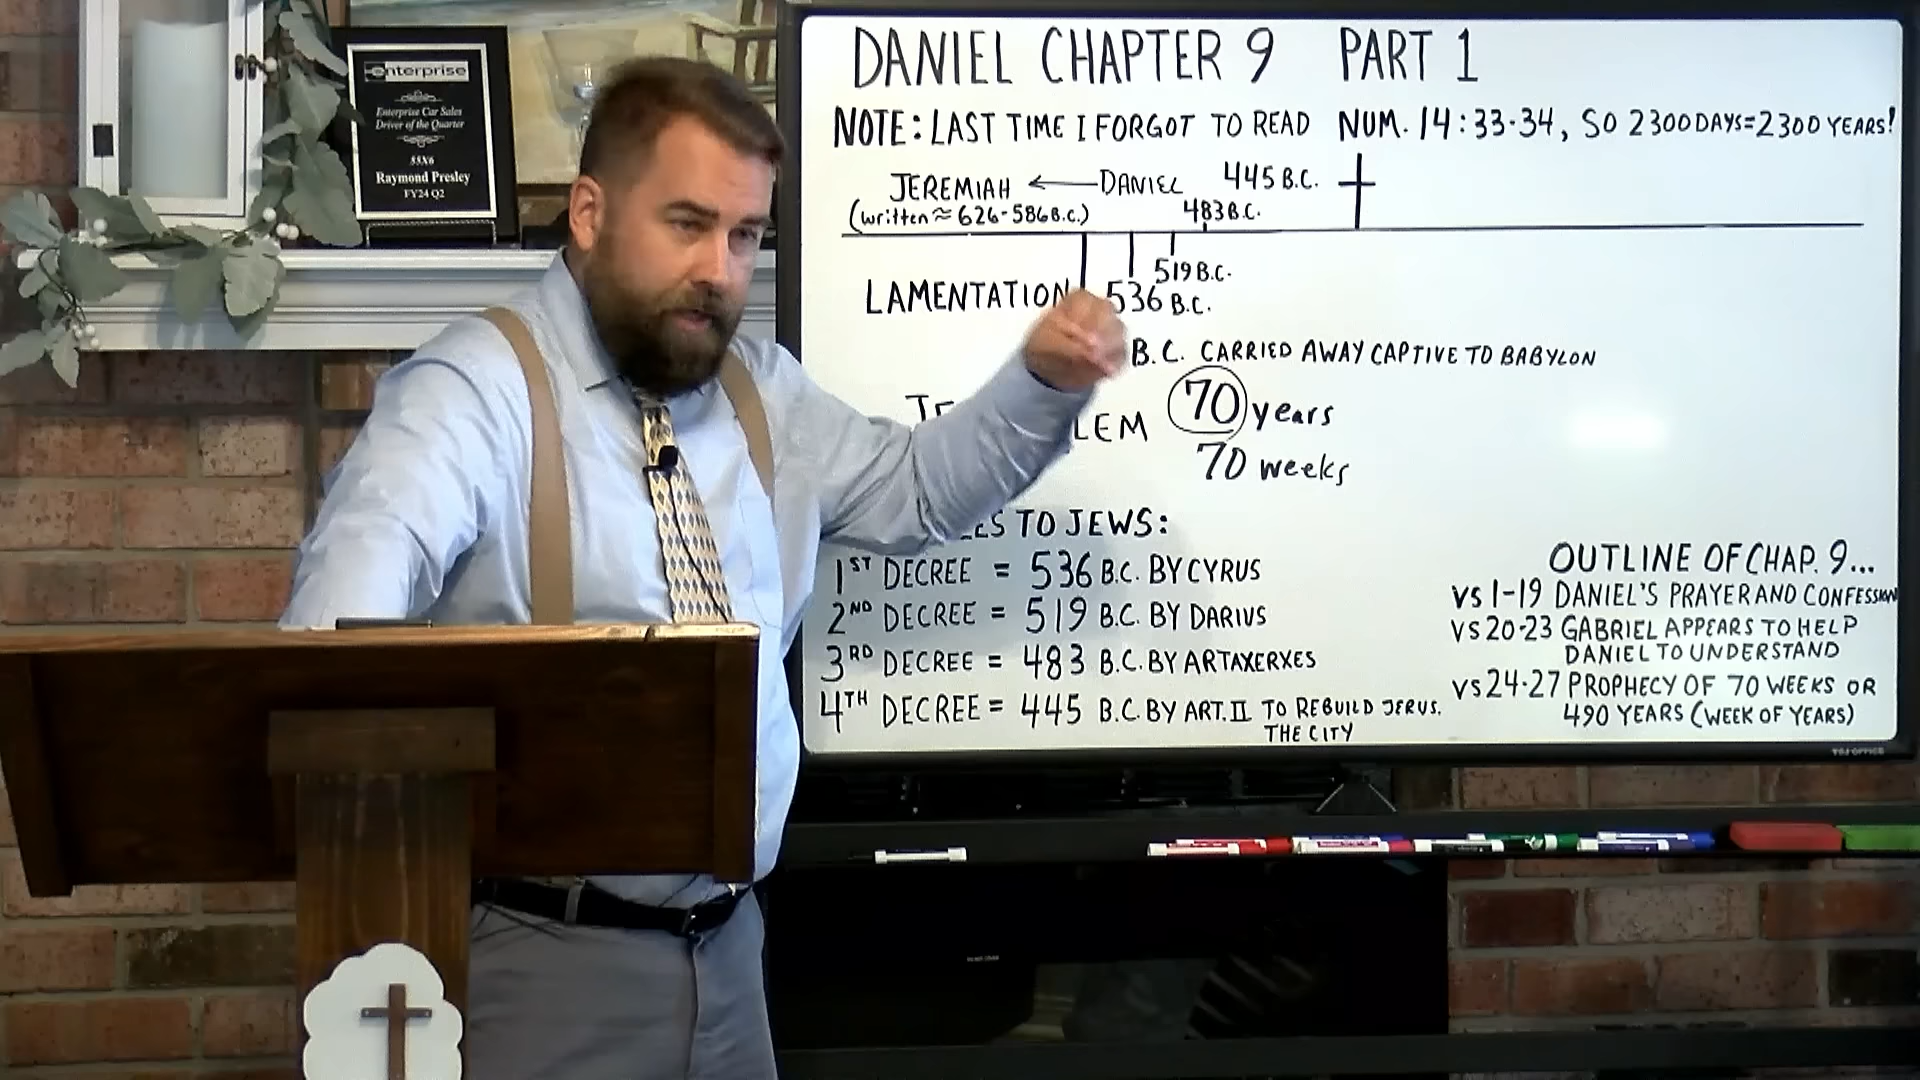 enterprise
Enterprise Car Sales
Driver of the Quarter
55X6
Raymond Presley
FY24 Q2
DANIEL CHAPTER 9 PART 1
NOTE: LAST TIME I FORGOT TO READ NUM. 14:33-34, SO 2300 DAYS=2300 YEARS!
JEREMIAH ← DANIEL 445 B.C.
(written ≈ 626-586 B.C.) 483 B.C.
519 B.C.
LAMENTATION 536 B.C.
B.C. CARRIED AWAY CAPTIVE TO BABYLON
70 years
LEM
70 weeks
TO JEWS:
1ST DECREE = 536 B.C. BY CYRUS
2ND DECREE = 519 B.C. BY DARIUS
3RD DECREE = 483 B.C. BY ARTAXERXES
4TH DECREE = 445 B.C. BY ART. II TO REBUILD JERUS.
THE CITY
OUTLINE OF CHAP. 9...
VS 1-19 DANIEL'S PRAYER AND CONFESSION
VS 20-23 GABRIEL APPEARS TO HELP
DANIEL TO UNDERSTAND
VS 24-27 PROPHECY OF 70 WEEKS OR
490 YEARS (WEEK OF YEARS)